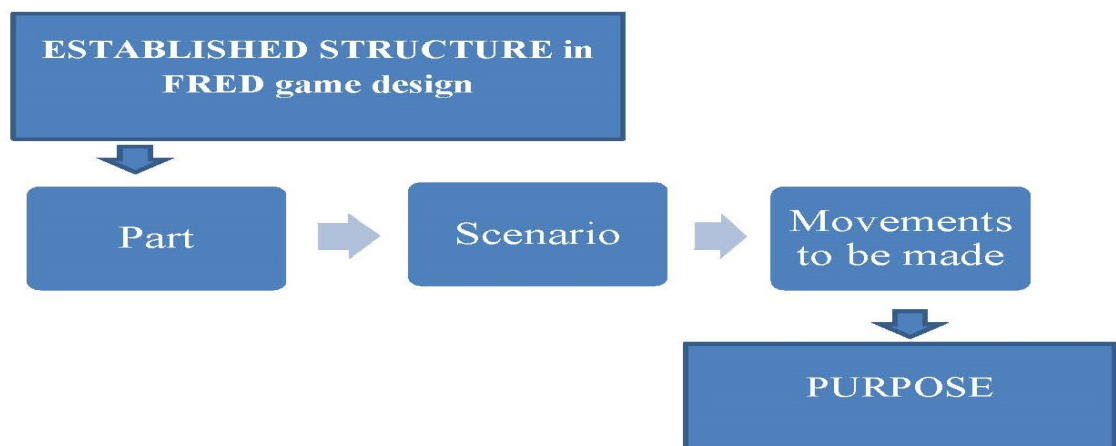 ESTABLISHED STRUCTURE in
FRED game design
Part
Scenario
Movements
to be made
PURPOSE